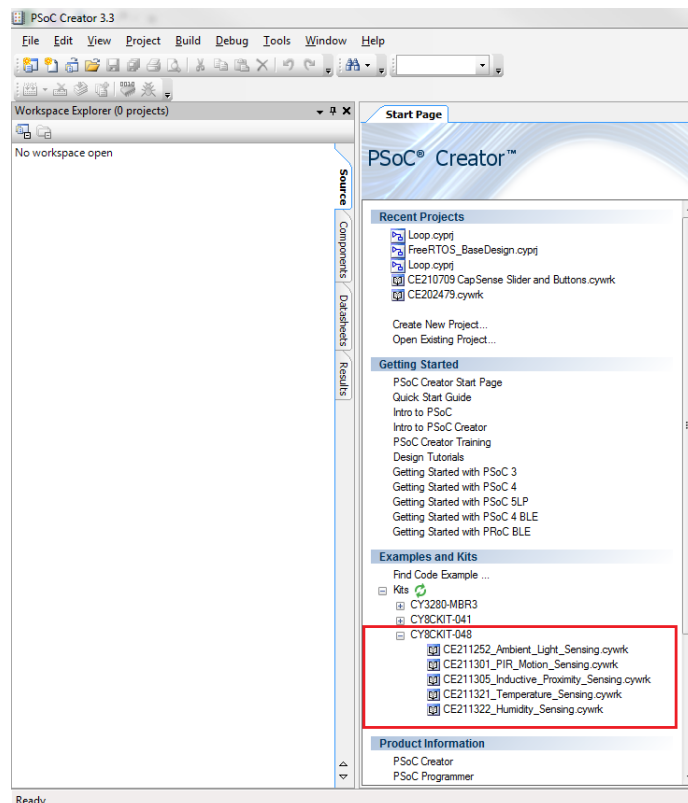 PSoC Creator 3.3
File Edit View Project Build Debug Tools Window Help
Workspace Explorer (0 projects)
No workspace open
Source
Components
Datasheets
Results
Start Page
PSoC® Creator™
Recent Projects
Loop.cyprj
FreeRTOS_BaseDesign.cyprj
Loop.cyprj
CE210709 CapSense Slider and Buttons.cywrk
CE202479.cywrk
Create New Project...
Open Existing Project...
Getting Started
PSoC Creator Start Page
Quick Start Guide
Intro to PSoC
Intro to PSoC Creator
PSoC Creator Training
Design Tutorials
Getting Started with PSoC 3
Getting Started with PSoC 4
Getting Started with PSoC 5LP
Getting Started with PSoC 4 BLE
Getting Started with PRoC BLE
Examples and Kits
Find Code Example ...
Kits
CY3280-MBR3
CY8CKIT-041
CY8CKIT-048
CE211252_Ambient_Light_Sensing.cywrk
CE211301_PIR_Motion_Sensing.cywrk
CE211305_Inductive_Proximity_Sensing.cywrk
CE211321_Temperature_Sensing.cywrk
CE211322_Humidity_Sensing.cywrk
Product Information
PSoC Creator
PSoC Programmer
Ready